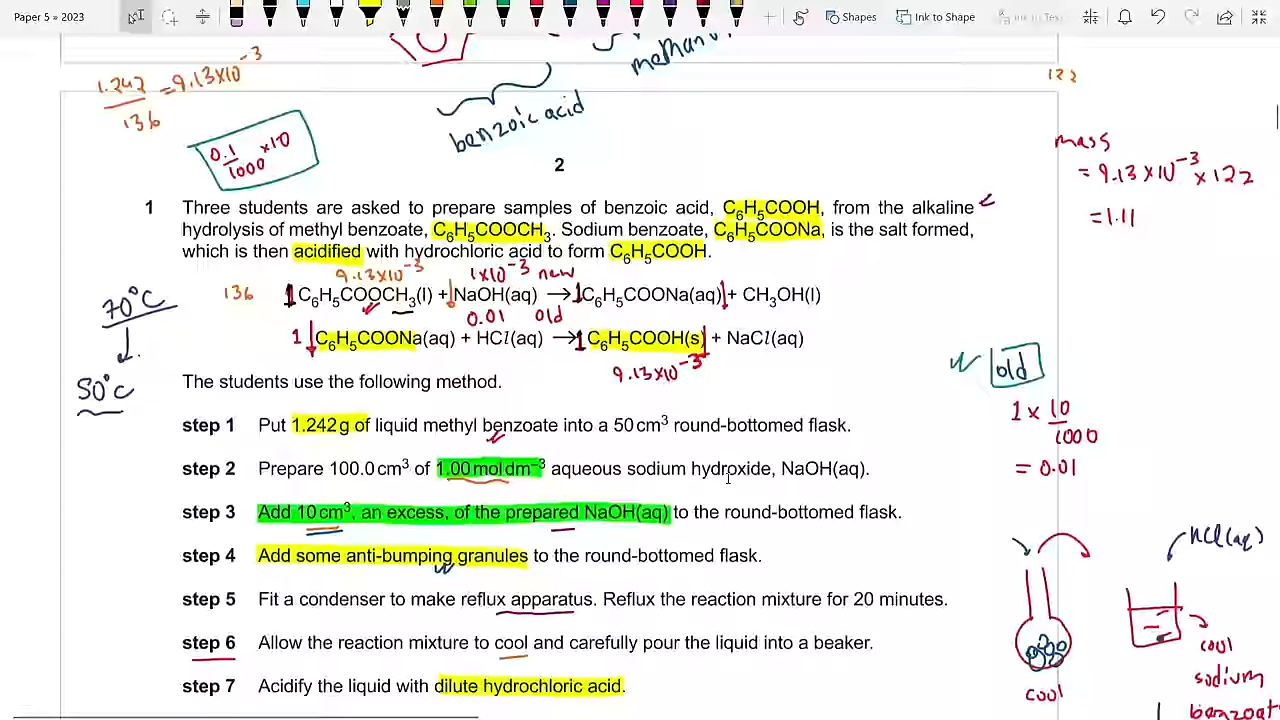 Paper 5 » 2023
Shapes
Ink to Shape
Ink to Text
methano
1.242
136
=9.13x10⁻³
benzoic acid
122
0.1
1000
x10
mass
= 9.13x10⁻³ x 122
= 1.11
2
1 Three students are asked to prepare samples of benzoic acid, C₆H₅COOH, from the alkaline
hydrolysis of methyl benzoate, C₆H₅COOCH₃. Sodium benzoate, C₆H₅COONa, is the salt formed,
which is then acidified with hydrochloric acid to form C₆H₅COOH.
9.13x10⁻³ 1x10⁻³ new
136 1 C₆H₅COOCH₃(l) + NaOH(aq) → C₆H₅COONa(aq) + CH₃OH(l)
0.01 old
70°C
1 C₆H₅COONa(aq) + HCl(aq) → C₆H₅COOH(s) + NaCl(aq)
9.13x10⁻³
50°C
old
1 x 10
1000
= 0.01
The students use the following method.
step 1 Put 1.242 g of liquid methyl benzoate into a 50 cm³ round-bottomed flask.
step 2 Prepare 100.0 cm³ of 1.00 mol dm⁻³ aqueous sodium hydroxide, NaOH(aq).
step 3 Add 10 cm³, an excess, of the prepared NaOH(aq) to the round-bottomed flask.
step 4 Add some anti-bumping granules to the round-bottomed flask.
step 5 Fit a condenser to make reflux apparatus. Reflux the reaction mixture for 20 minutes.
step 6 Allow the reaction mixture to cool and carefully pour the liquid into a beaker.
step 7 Acidify the liquid with dilute hydrochloric acid.
HCl(aq)
cool
cool
sodium
benzoat